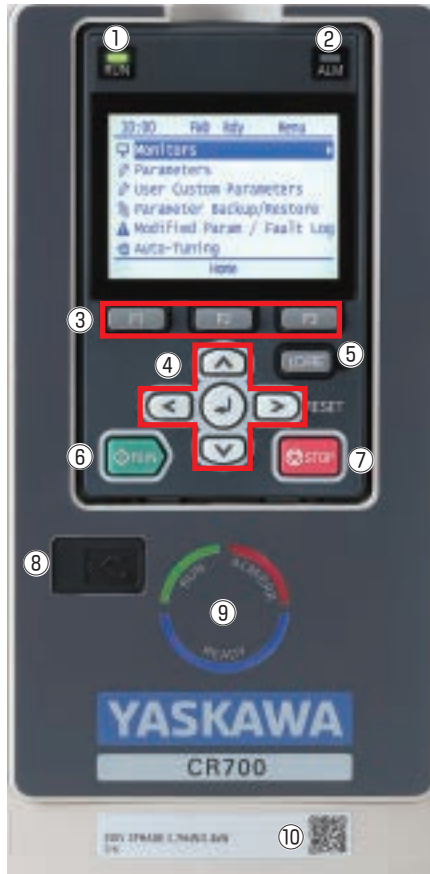 ① ②
RUN ALM
10:00 FWD Rdy Menu
Monitors
Parameters
User Custom Parameters
Parameter Backup/Restore
Modified Param / Fault Log
Auto-Tuning
Home
③ F1 F2 F3
④ ⑤
RESET
⑥ RUN STOP ⑦
⑧
RUN ALM/ERR
⑨
READY
YASKAWA
CR700
⑩